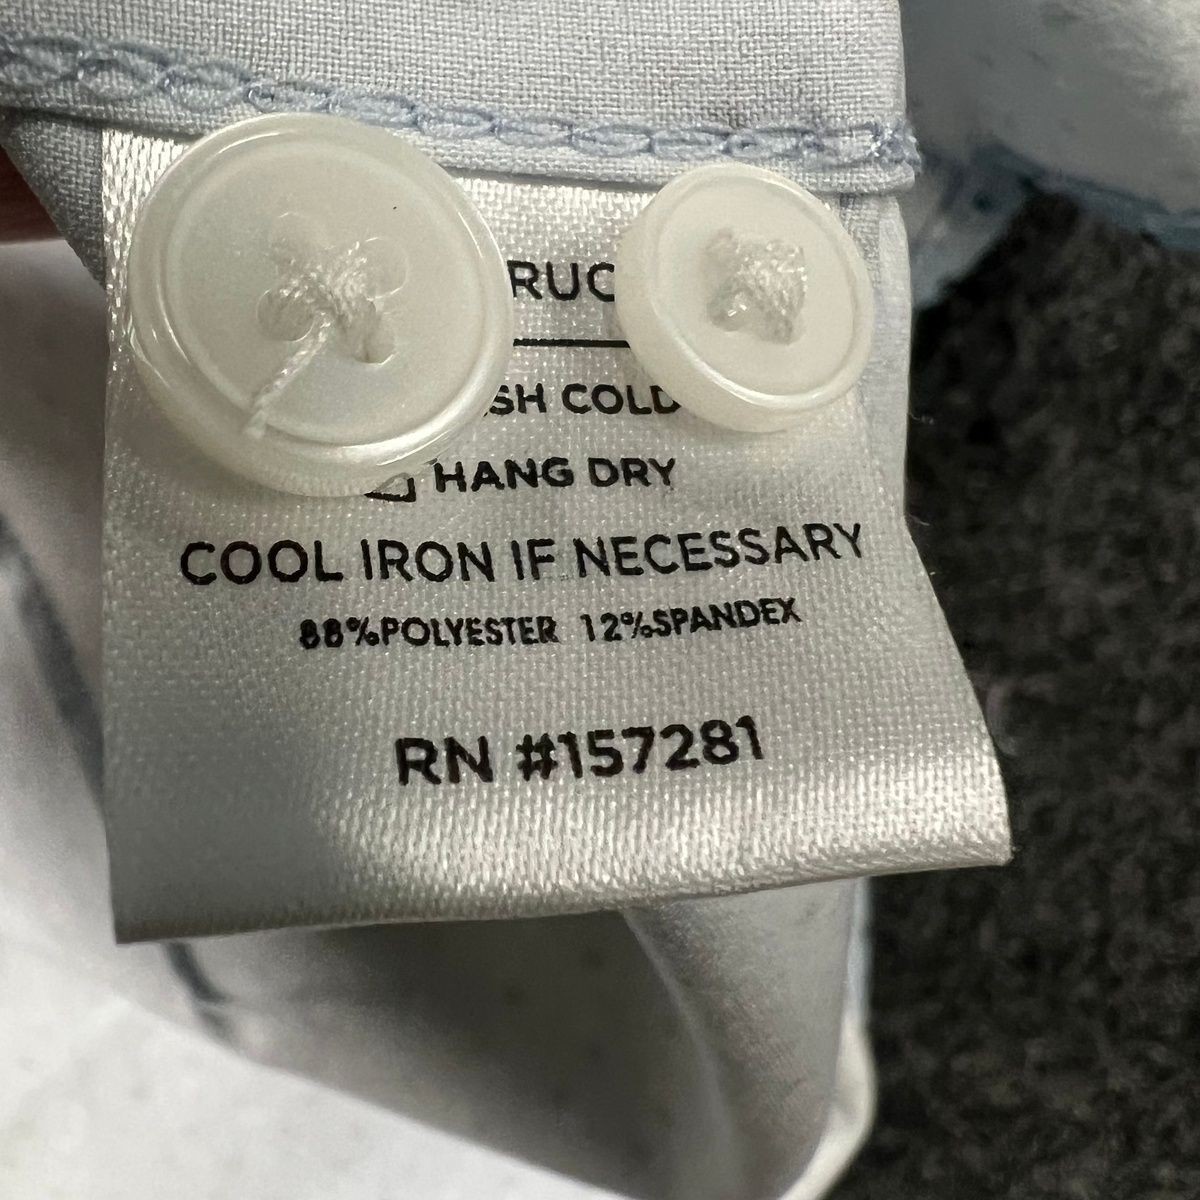 RUC
SH COLD
HANG DRY
COOL IRON IF NECESSARY
88%POLYESTER 12%SPANDEX
RN #157281